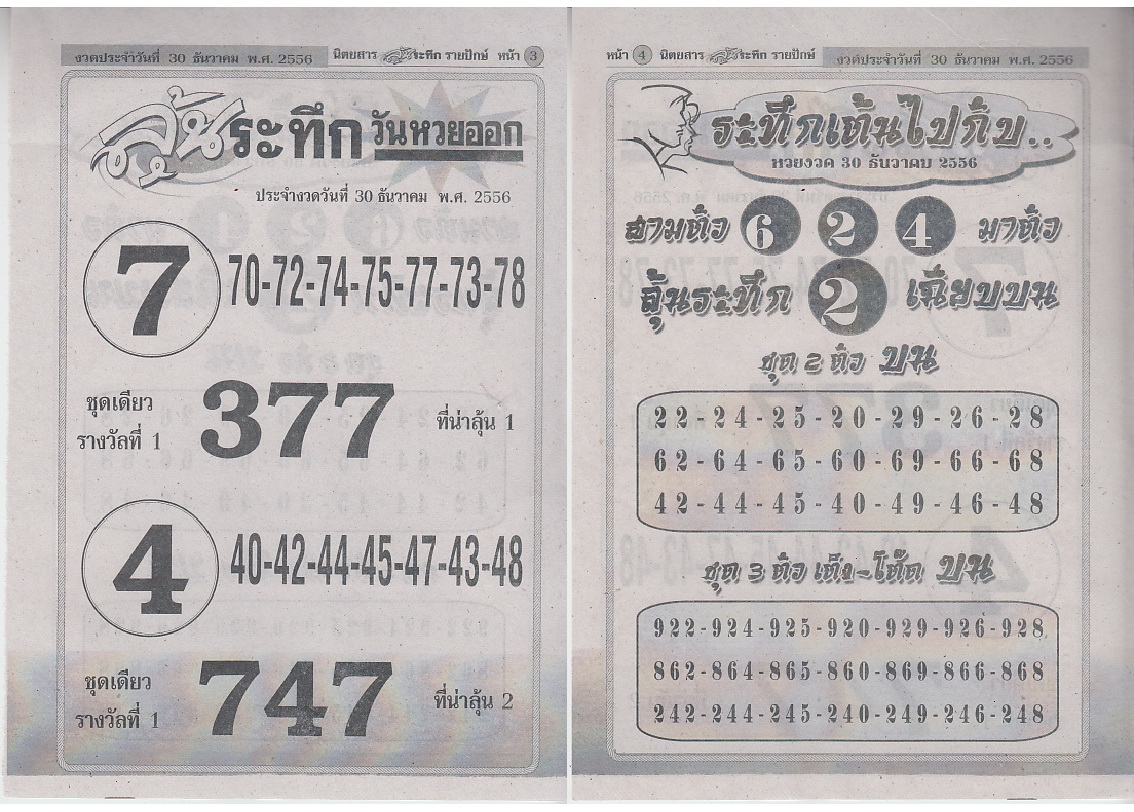 งวดประจำวันที่ 30 ธันวาคม พ.ศ. 2556 นิตยสาร ลุ้นระทึก รายปักษ์ หน้า 3
ลุ้นระทึก วันหวยออก
ประจำงวดวันที่ 30 ธันวาคม พ.ศ. 2556
7 70-72-74-75-77-73-78
ชุดเดียว
รางวัลที่ 1 377 ที่น่าลุ้น 1
4 40-42-44-45-47-43-48
ชุดเดียว
รางวัลที่ 1 747 ที่น่าลุ้น 2
หน้า 4 นิตยสาร ลุ้นระทึก รายปักษ์ งวดประจำวันที่ 30 ธันวาคม พ.ศ. 2556
ระทึกเต้นไปกับ..
หวยงวด 30 ธันวาคม 2556
สามตัว 6 2 4 มาตัว
ลุ้นระทึก 2 เฉียบบน
ชุด 2 ตัว บน
22-24-25-20-29-26-28
62-64-65-60-69-66-68
42-44-45-40-49-46-48
ชุด 3 ตัว เต็ง-โต๊ด บน
922-924-925-920-929-926-928
862-864-865-860-869-866-868
242-244-245-240-249-246-248